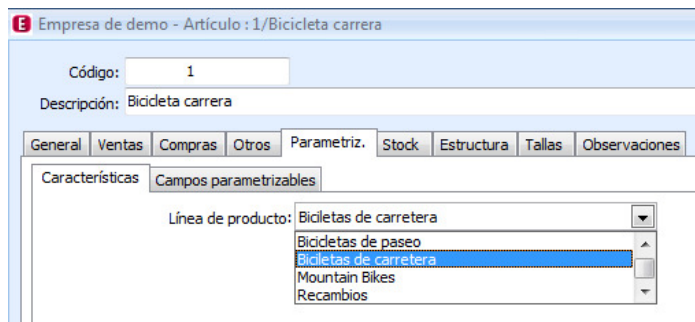 E Empresa de demo - Artículo : 1/Bicicleta carrera
Código: 1
Descripción: Bicicleta carrera
General Ventas Compras Otros Parametriz. Stock Estructura Tallas Observaciones
Características Campos parametrizables
Línea de producto: Biciletas de carretera
Bicicletas de paseo
Biciletas de carretera
Mountain Bikes
Recambios